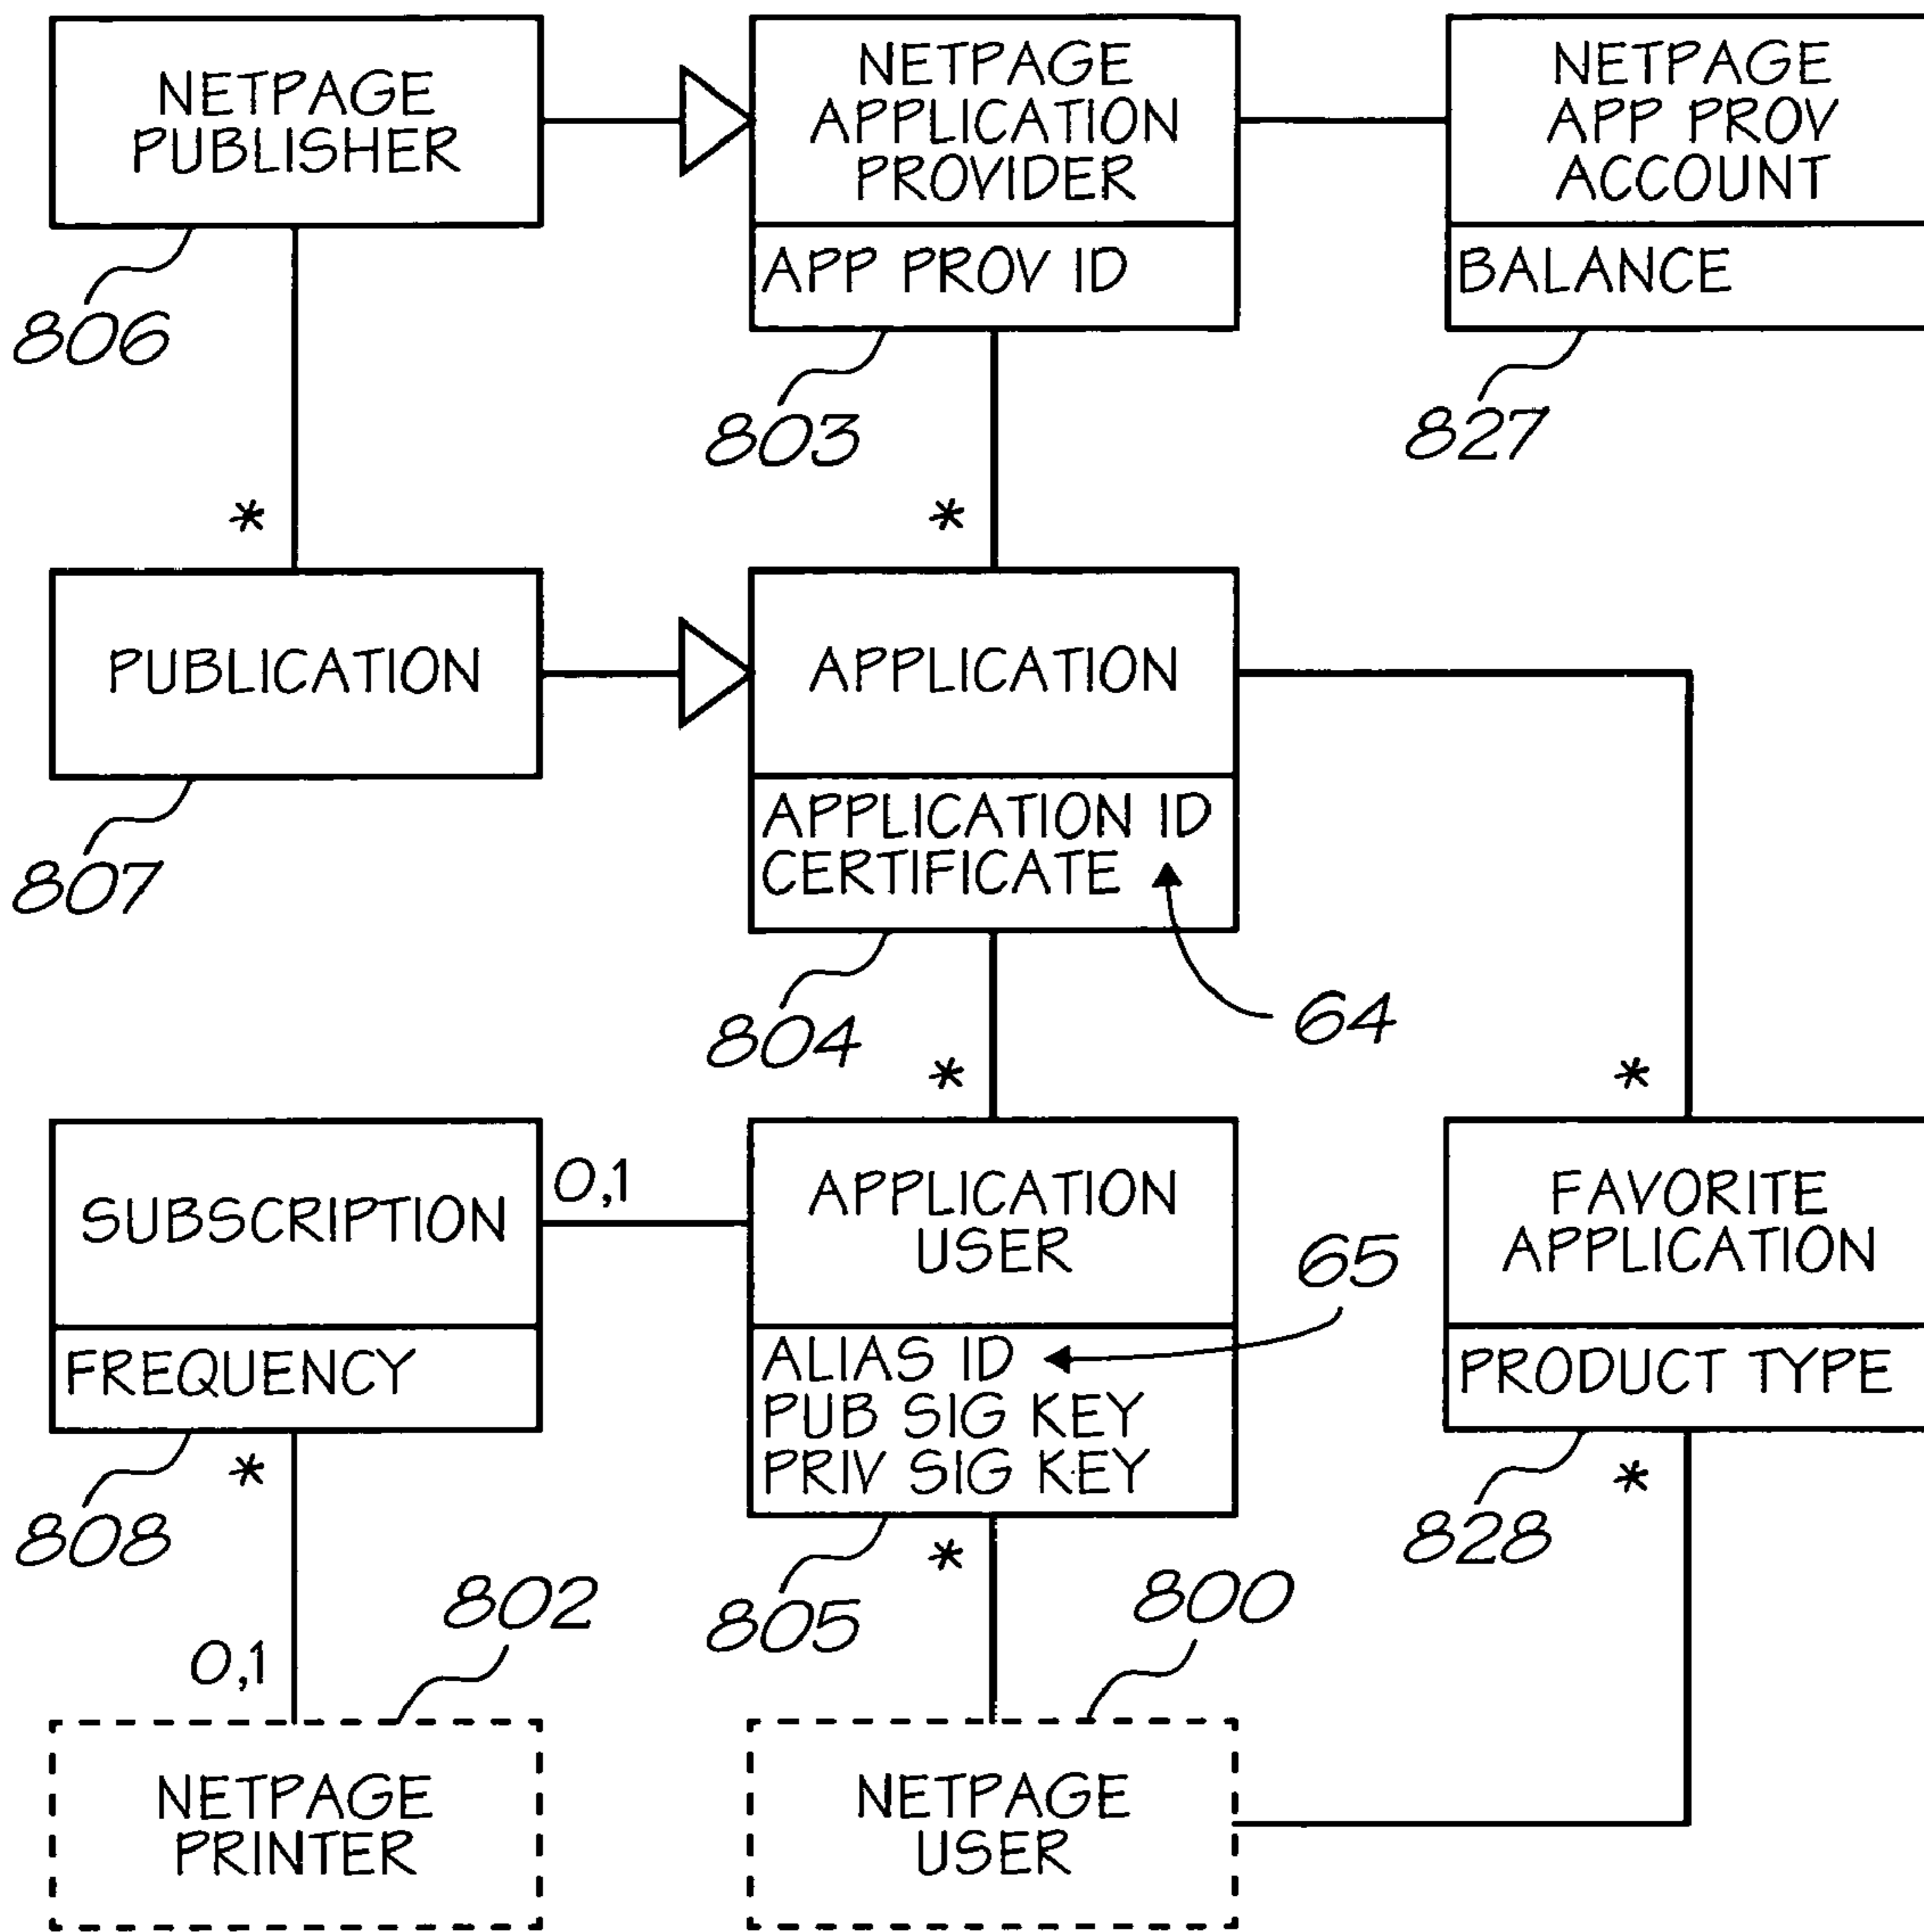 NETPAGE
PUBLISHER
NETPAGE
APPLICATION
PROVIDER
APP PROV ID
NETPAGE
APP PROV
ACCOUNT
BALANCE
806
803
827
*
*
PUBLICATION
APPLICATION
APPLICATION ID
CERTIFICATE
807
804
64
*
*
SUBSCRIPTION
FREQUENCY
0,1
APPLICATION
USER
ALIAS ID
PUB SIG KEY
PRIV SIG KEY
65
FAVORITE
APPLICATION
PRODUCT TYPE
808
*
802
805
*
800
828
*
0,1
NETPAGE
PRINTER
NETPAGE
USER